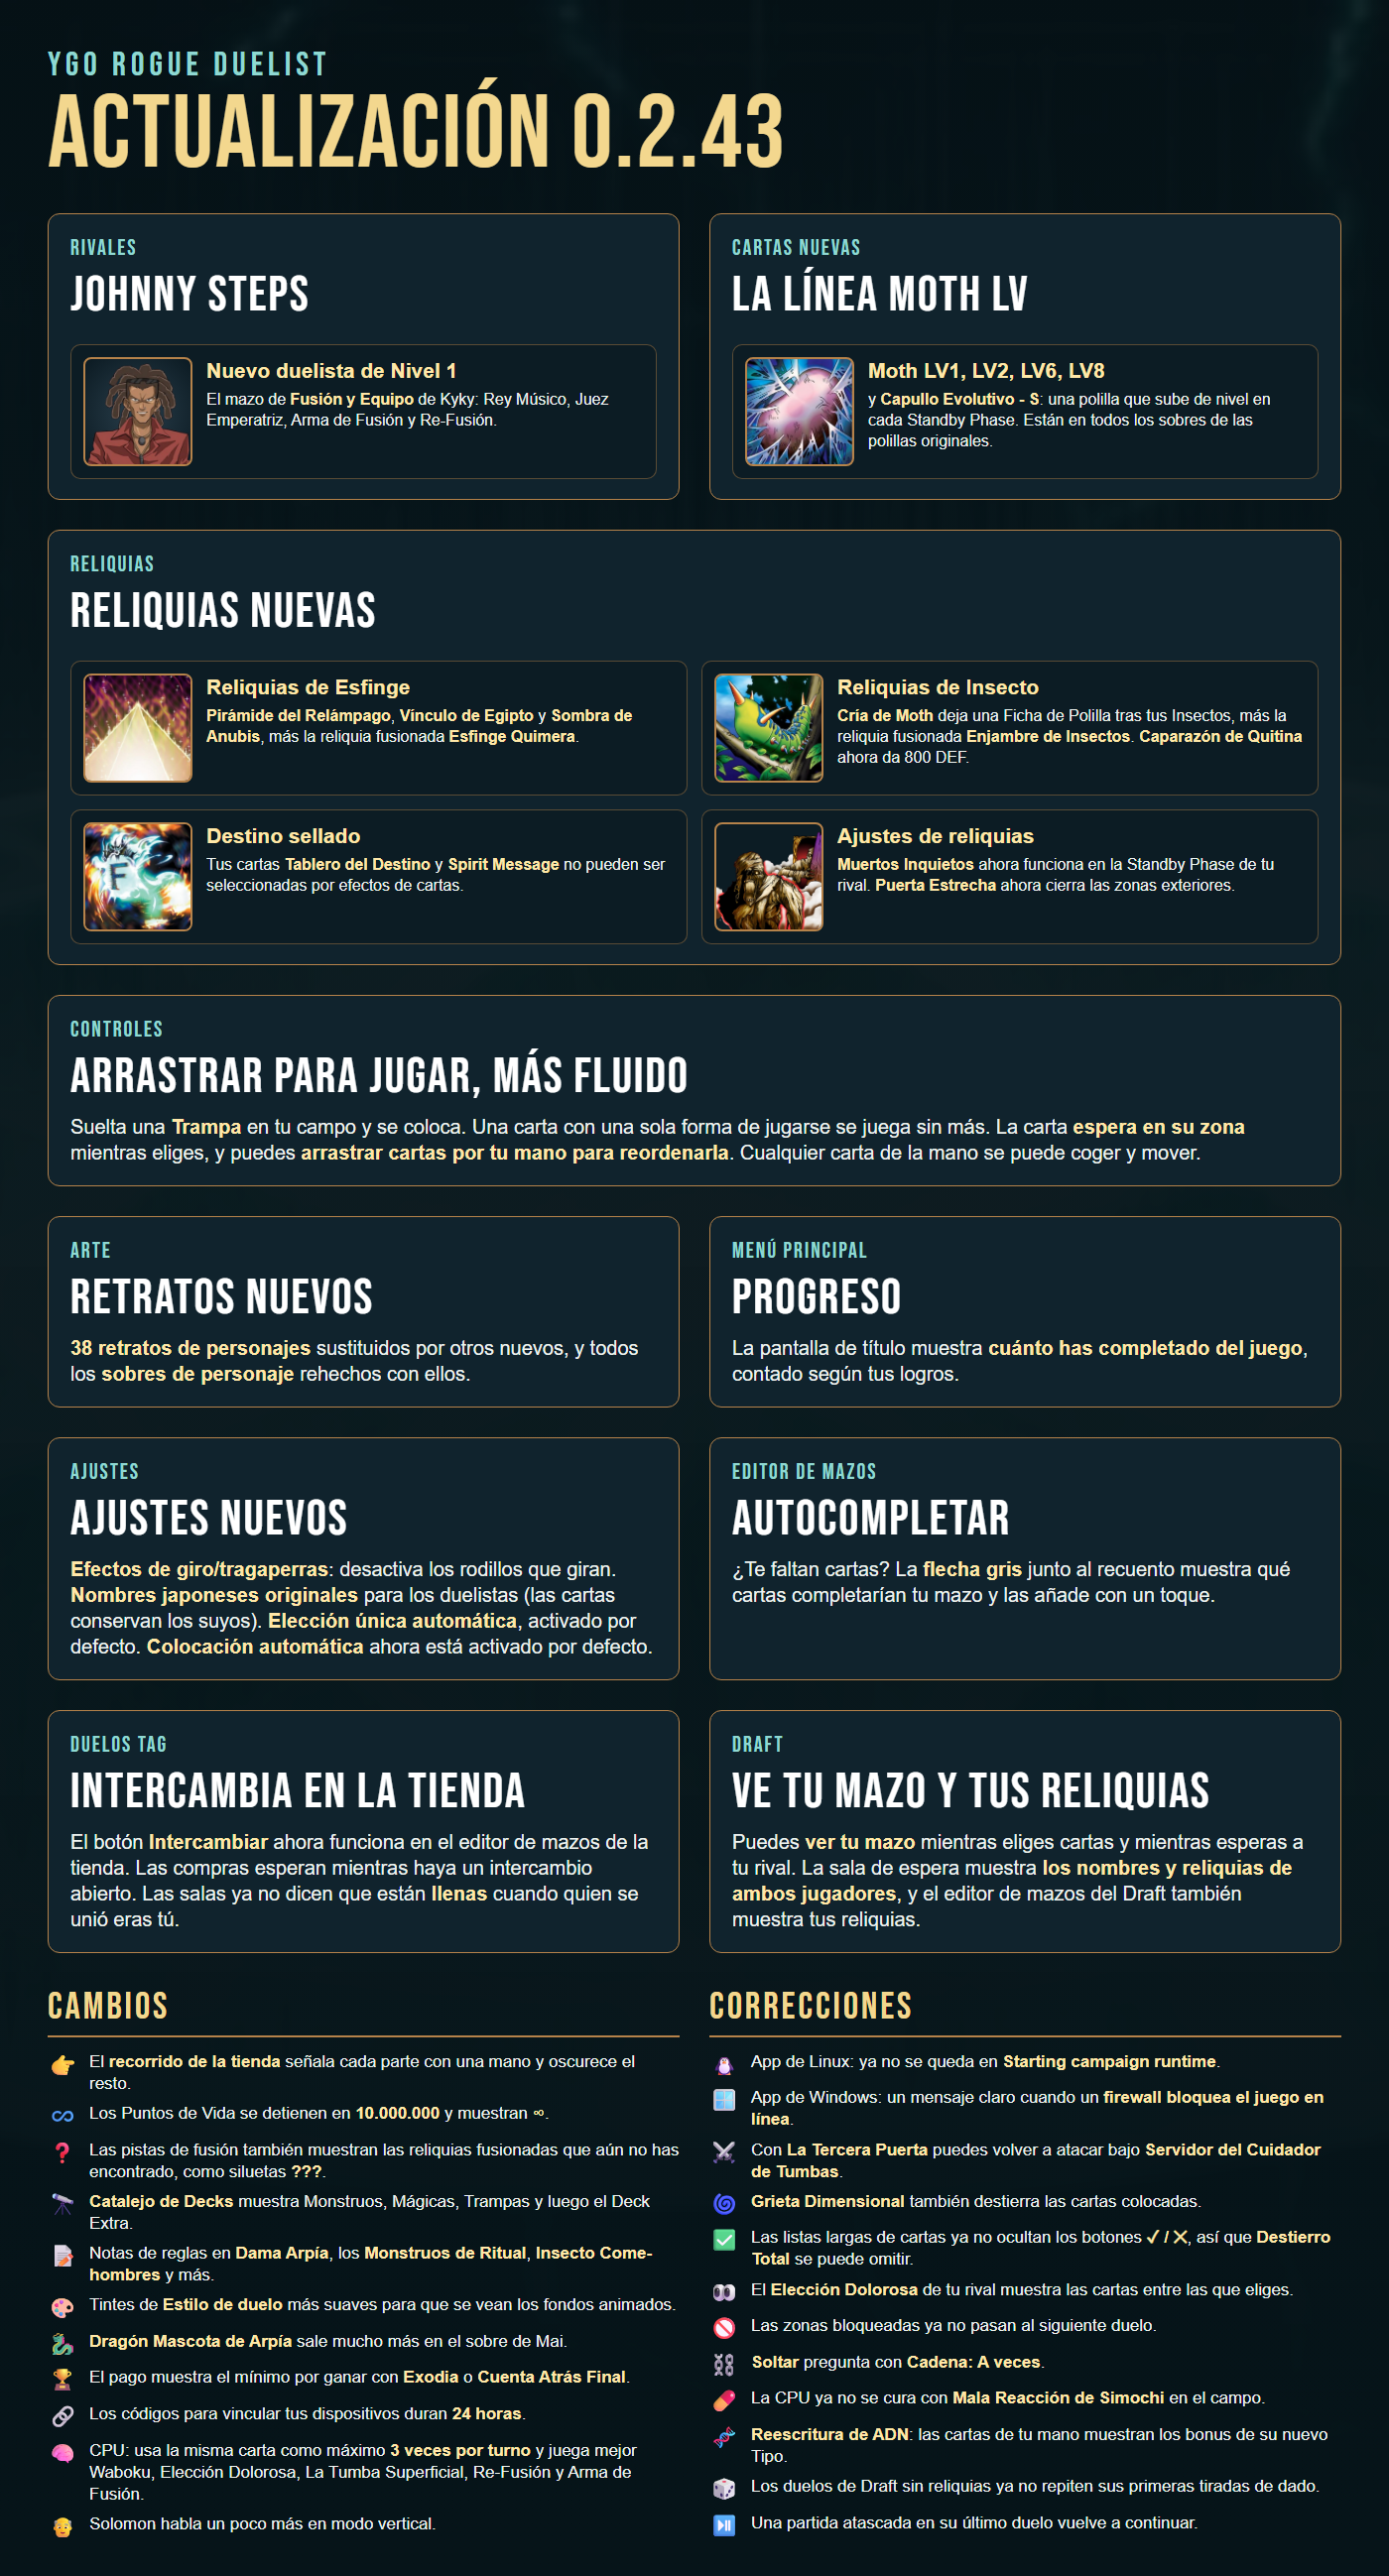 YGO ROGUE DUELIST
ACTUALIZACIÓN 0.2.43
RIVALES
JOHNNY STEPS
Nuevo duelista de Nivel 1
El mazo de Fusión y Equipo de Kyky: Rey Músico, Juez
Emperatriz, Arma de Fusión y Re-Fusión.
CARTAS NUEVAS
LA LÍNEA MOTH LV
Moth LV1, LV2, LV6, LV8
y Capullo Evolutivo - S: una polilla que sube de nivel en
cada Standby Phase. Están en todos los sobres de las
polillas originales.
RELIQUIAS
RELIQUIAS NUEVAS
Reliquias de Esfinge
Pirámide del Relámpago, Vínculo de Egipto y Sombra de
Anubis, más la reliquia fusionada Esfinge Quimera.
Reliquias de Insecto
Cría de Moth deja una Ficha de Polilla tras tus Insectos, más la
reliquia fusionada Enjambre de Insectos. Caparazón de Quitina
ahora da 800 DEF.
Destino sellado
Tus cartas Tablero del Destino y Spirit Message no pueden ser
seleccionadas por efectos de cartas.
Ajustes de reliquias
Muertos Inquietos ahora funciona en la Standby Phase de tu
rival. Puerta Estrecha ahora cierra las zonas exteriores.
CONTROLES
ARRASTRAR PARA JUGAR, MÁS FLUIDO
Suelta una Trampa en tu campo y se coloca. Una carta con una sola forma de jugarse se juega sin más. La carta espera en su zona
mientras eliges, y puedes arrastrar cartas por tu mano para reordenarla. Cualquier carta de la mano se puede coger y mover.
ARTE
RETRATOS NUEVOS
38 retratos de personajes sustituidos por otros nuevos, y todos
los sobres de personaje rehechos con ellos.
MENÚ PRINCIPAL
PROGRESO
La pantalla de título muestra cuánto has completado del juego,
contado según tus logros.
AJUSTES
AJUSTES NUEVOS
Efectos de giro/tragaperras: desactiva los rodillos que giran.
Nombres japoneses originales para los duelistas (las cartas
conservan los suyos). Elección única automática, activado por
defecto. Colocación automática ahora está activado por defecto.
EDITOR DE MAZOS
AUTOCOMPLETAR
¿Te faltan cartas? La flecha gris junto al recuento muestra qué
cartas completarían tu mazo y las añade con un toque.
DUELOS TAG
INTERCAMBIA EN LA TIENDA
El botón Intercambiar ahora funciona en el editor de mazos de la
tienda. Las compras esperan mientras haya un intercambio
abierto. Las salas ya no dicen que están llenas cuando quien se
unió eras tú.
DRAFT
VE TU MAZO Y TUS RELIQUIAS
Puedes ver tu mazo mientras eliges cartas y mientras esperas a
tu rival. La sala de espera muestra los nombres y reliquias de
ambos jugadores, y el editor de mazos del Draft también
muestra tus reliquias.
CAMBIOS
El recorrido de la tienda señala cada parte con una mano y oscurece el
resto.
Los Puntos de Vida se detienen en 10.000.000 y muestran ∞.
Las pistas de fusión también muestran las reliquias fusionadas que aún no has
encontrado, como siluetas ???.
Catalejo de Decks muestra Monstruos, Mágicas, Trampas y luego el Deck
Extra.
Notas de reglas en Dama Arpía, los Monstruos de Ritual, Insecto Come-
hombres y más.
Tintes de Estilo de duelo más suaves para que se vean los fondos animados.
Dragón Mascota de Arpía sale mucho más en el sobre de Mai.
El pago muestra el mínimo por ganar con Exodia o Cuenta Atrás Final.
Los códigos para vincular tus dispositivos duran 24 horas.
CPU: usa la misma carta como máximo 3 veces por turno y juega mejor
Waboku, Elección Dolorosa, La Tumba Superficial, Re-Fusión y Arma de
Fusión.
Solomon habla un poco más en modo vertical.
CORRECCIONES
App de Linux: ya no se queda en Starting campaign runtime.
App de Windows: un mensaje claro cuando un firewall bloquea el juego en
línea.
Con La Tercera Puerta puedes volver a atacar bajo Servidor del Cuidador
de Tumbas.
Grieta Dimensional también destierra las cartas colocadas.
Las listas largas de cartas ya no ocultan los botones ✓ / ✕, así que Destierro
Total se puede omitir.
El Elección Dolorosa de tu rival muestra las cartas entre las que eliges.
Las zonas bloqueadas ya no pasan al siguiente duelo.
Soltar pregunta con Cadena: A veces.
La CPU ya no se cura con Mala Reacción de Simochi en el campo.
Reescritura de ADN: las cartas de tu mano muestran los bonus de su nuevo
Tipo.
Los duelos de Draft sin reliquias ya no repiten sus primeras tiradas de dado.
Una partida atascada en su último duelo vuelve a continuar.